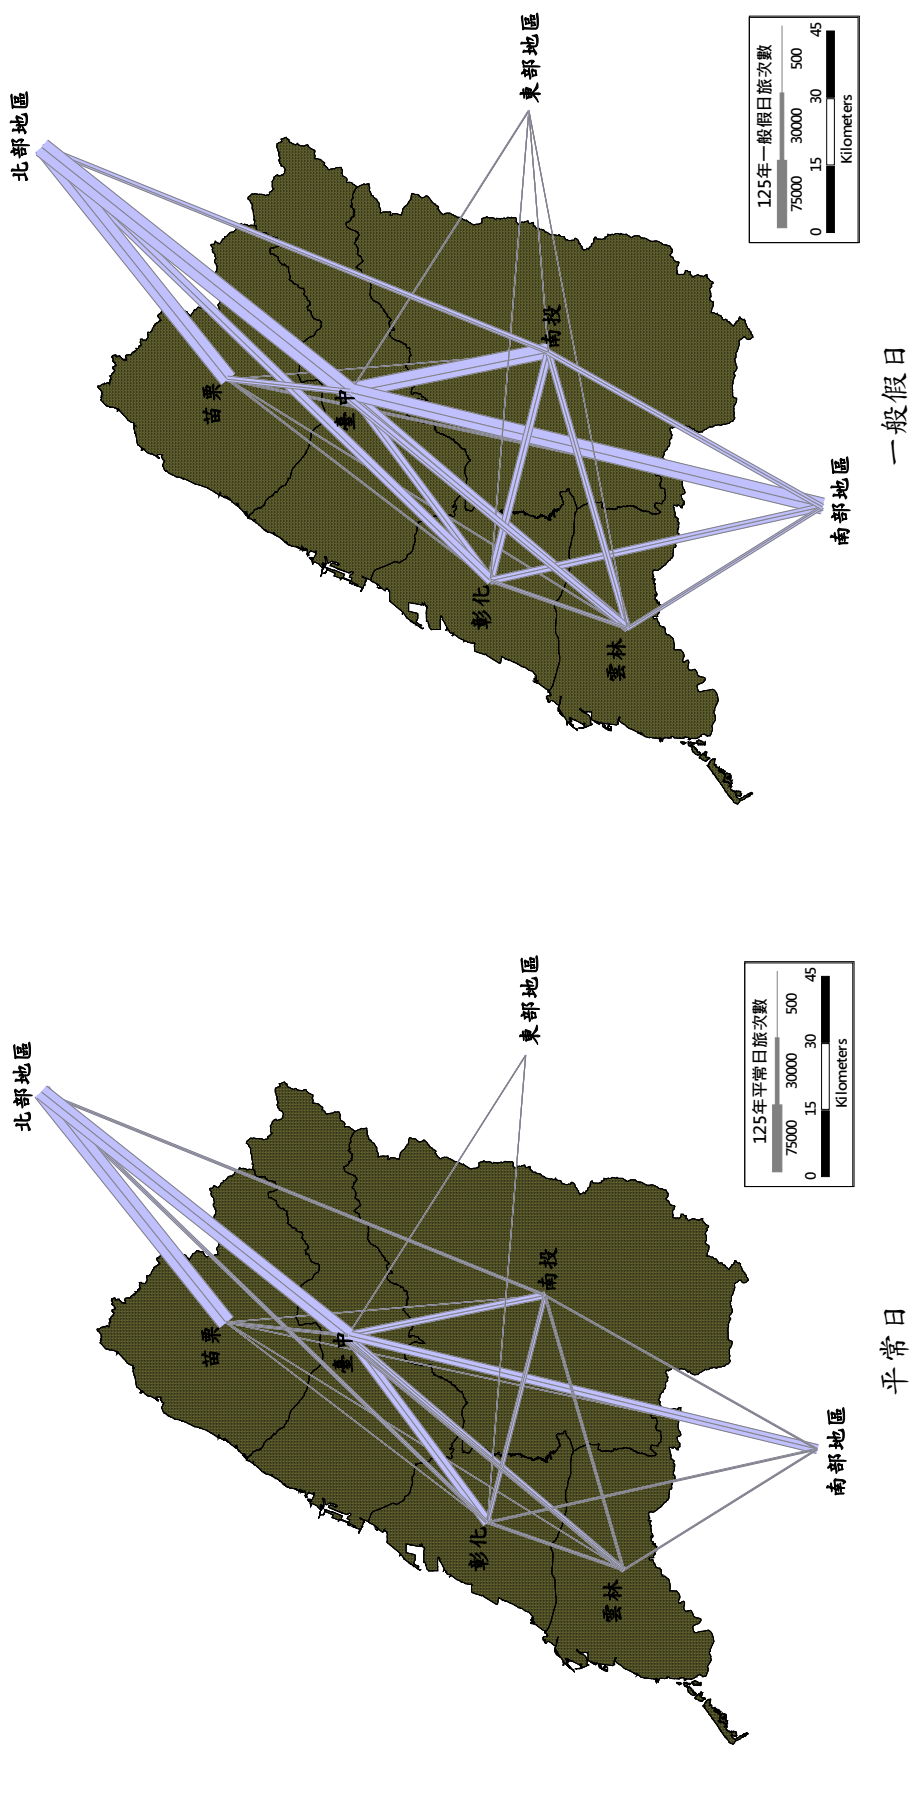 北部地區
東部地區
苗栗
臺中
南投
彰化
雲林
南部地區
125年平常日旅次數
75000 30000 500
0 15 30 45
Kilometers
平常日
北部地區
東部地區
苗栗
臺中
南投
彰化
雲林
南部地區
125年一般假日旅次數
75000 30000 500
0 15 30 45
Kilometers
一般假日